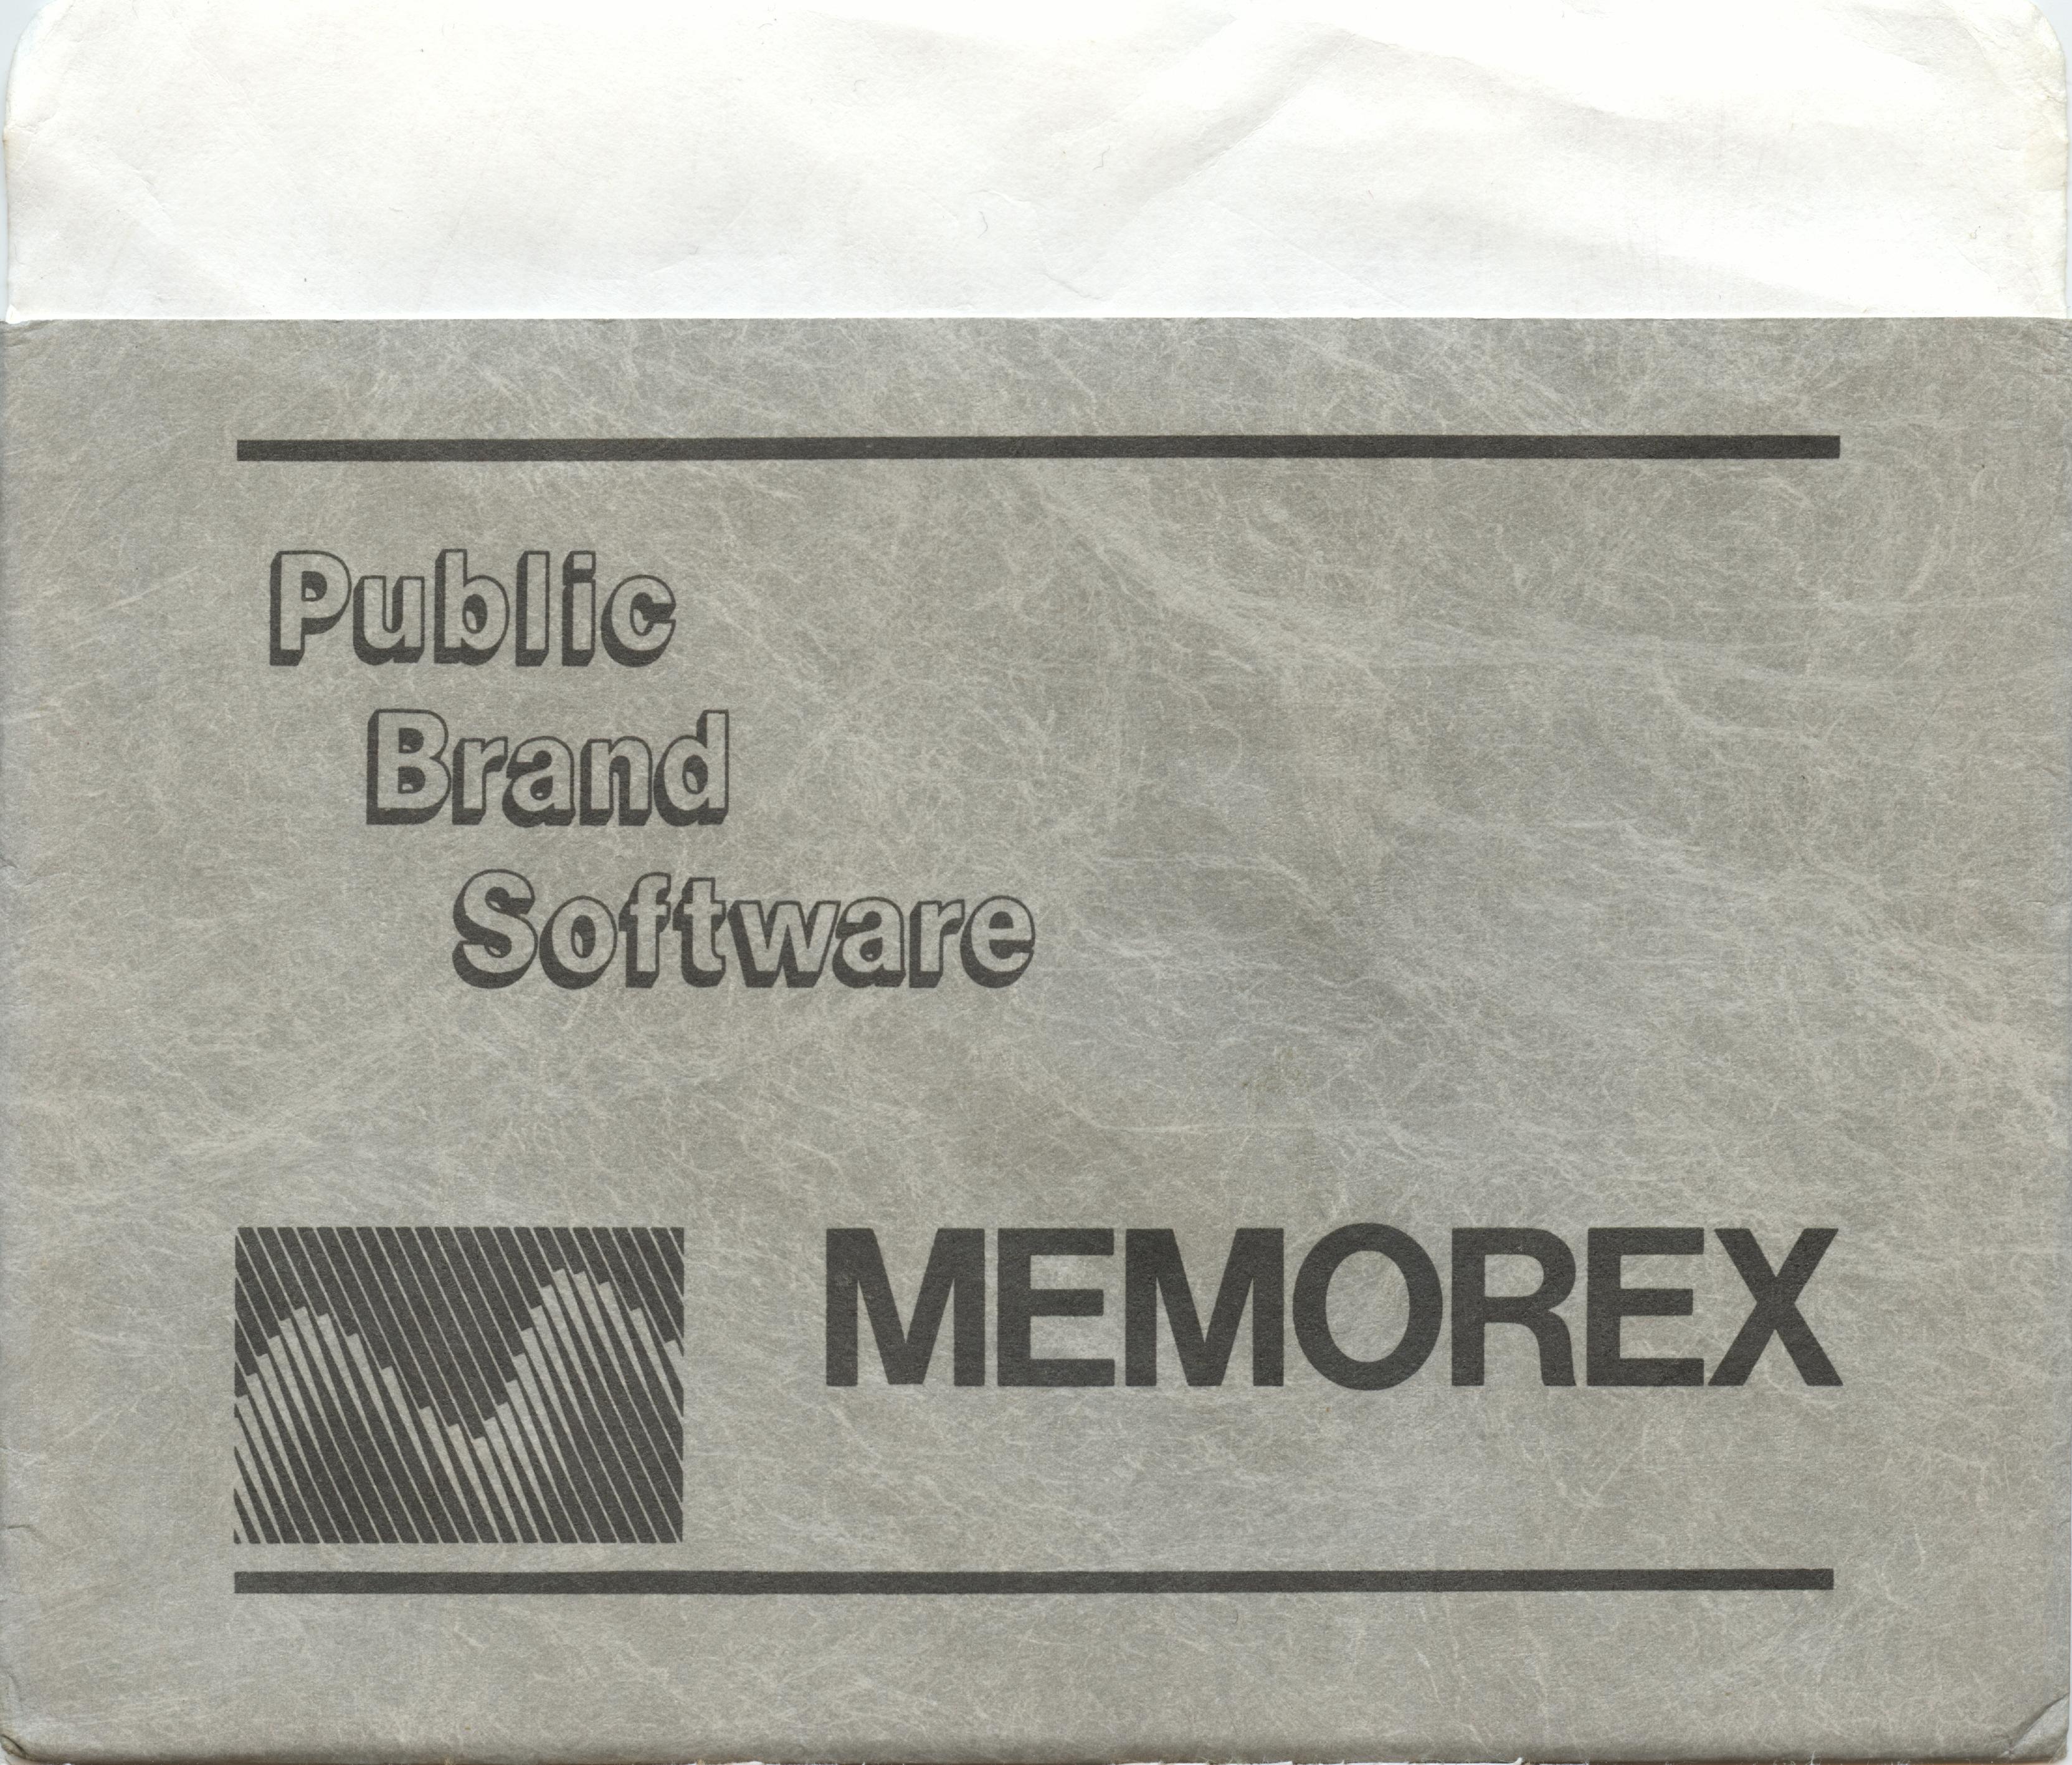 Public
Brand
Software
MEMOREX